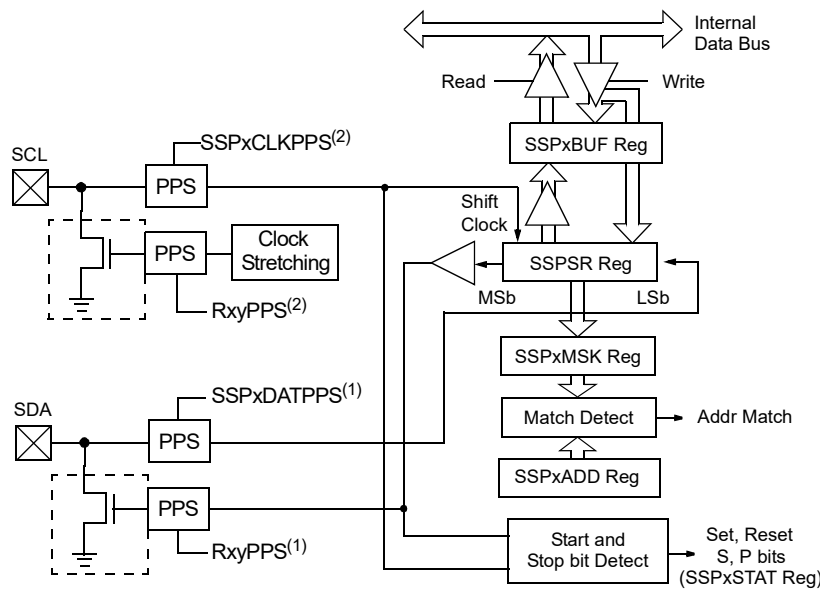 Internal
Data Bus
Read
Write
SSPxCLKPPS(2)
SSPxBUF Reg
SCL
PPS
Shift
Clock
PPS
Clock
Stretching
SSPSR Reg
MSb
LSb
RxyPPS(2)
SSPxMSK Reg
SSPxDATPPS(1)
SDA
Match Detect
Addr Match
PPS
SSPxADD Reg
PPS
Start and
Stop bit Detect
Set, Reset
S, P bits
(SSPxSTAT Reg)
RxyPPS(1)